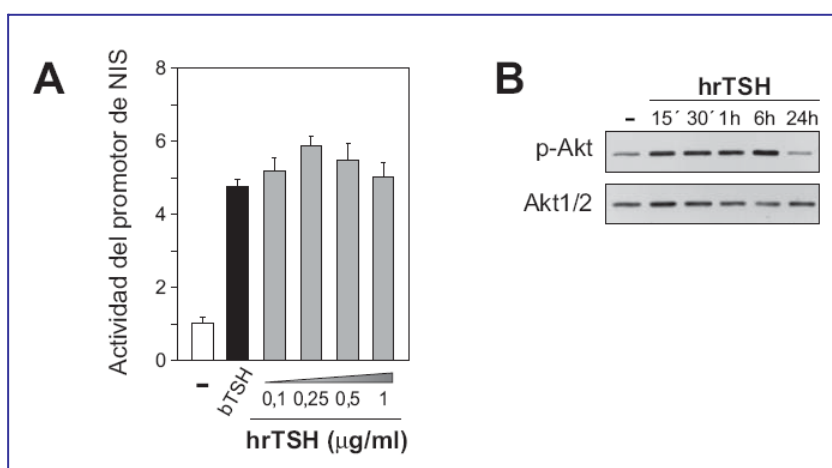 A
Actividad del promotor de NIS
8
6
4
2
0
-
bTSH
0,1 0,25 0,5 1
hrTSH (µg/ml)
B
hrTSH
- 15´ 30´ 1h 6h 24h
p-Akt
Akt1/2